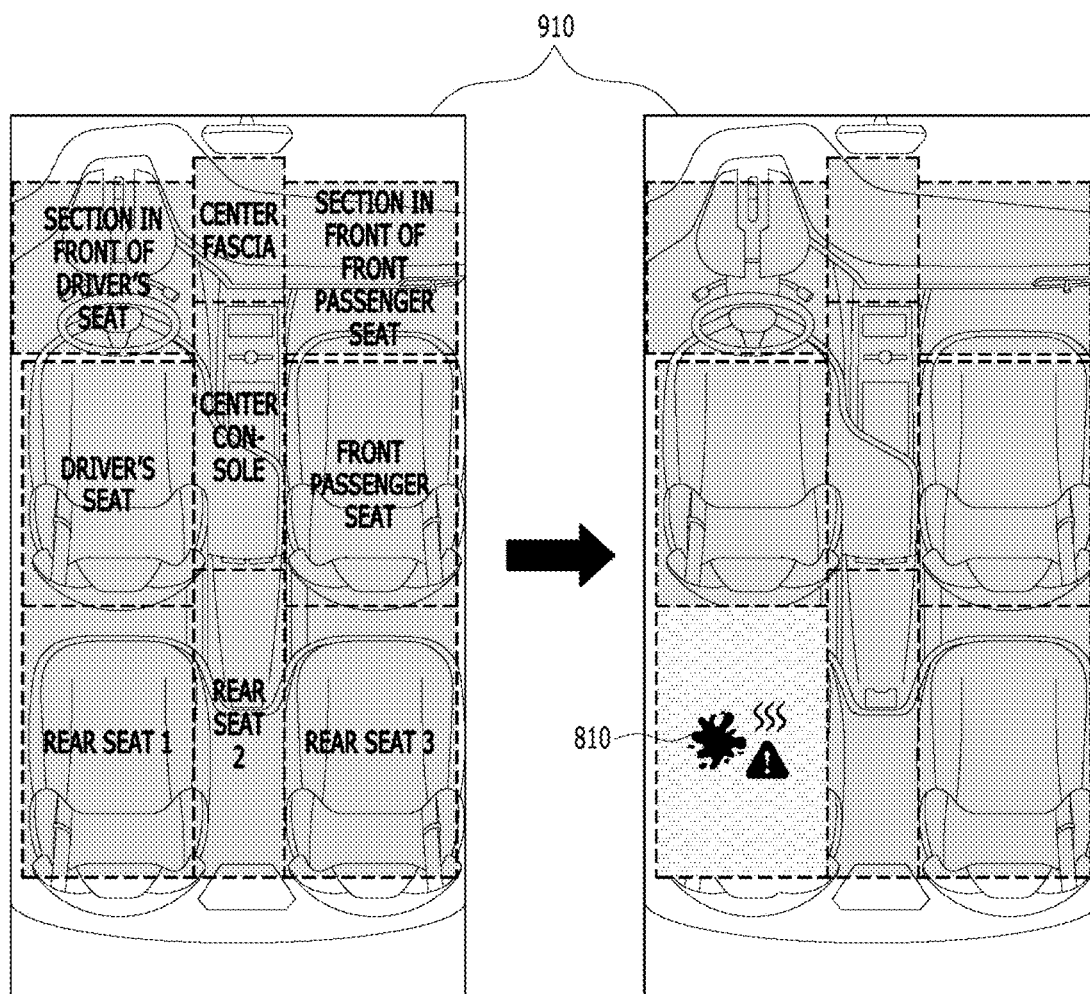 910
SECTION IN
FRONT OF
DRIVER'S
SEAT
CENTER
FASCIA
SECTION IN
FRONT OF
FRONT
PASSENGER
SEAT
DRIVER'S
SEAT
CENTER
CON-
SOLE
FRONT
PASSENGER
SEAT
REAR SEAT 1
REAR
SEAT
2
REAR SEAT 3
810
!